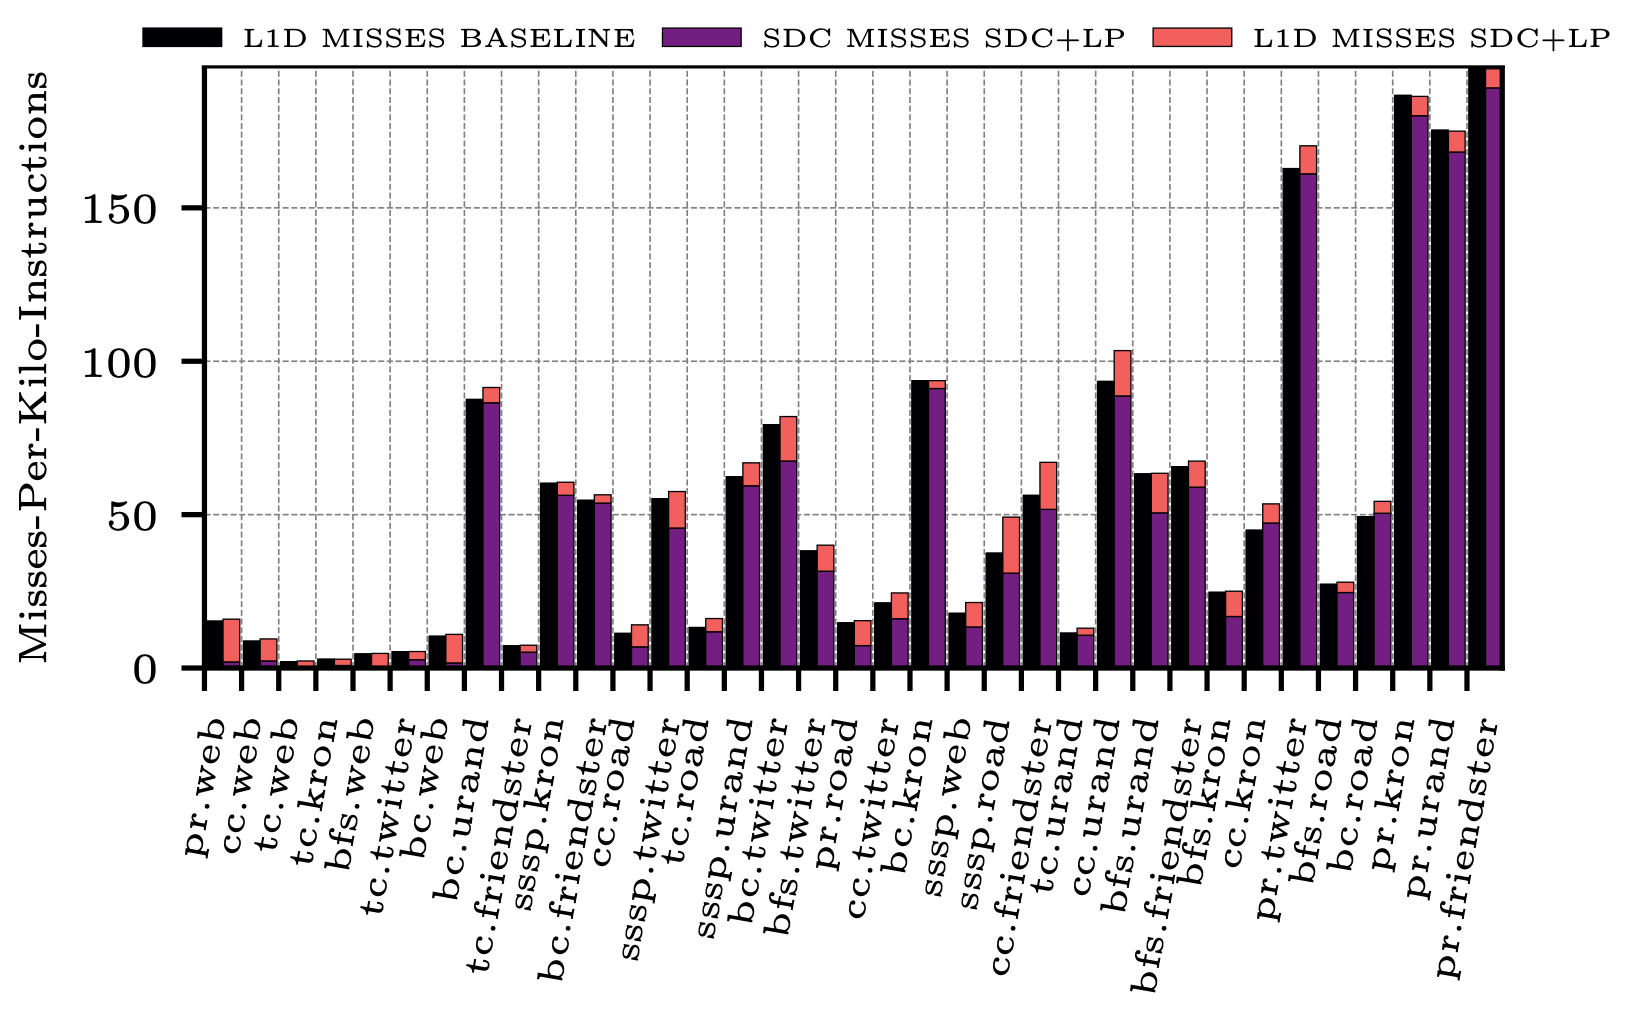 L1D MISSES BASELINE
SDC MISSES SDC+LP
L1D MISSES SDC+LP
Misses-Per-Kilo-Instructions
150
100
50
0
pr.web
cc.web
tc.web
tc.kron
bfs.web
tc.twitter
bc.web
bc.urand
tc.friendster
sssp.kron
bc.friendster
cc.road
sssp.twitter
tc.road
sssp.urand
bc.twitter
bfs.twitter
pr.road
cc.twitter
bc.kron
sssp.web
sssp.road
cc.friendster
tc.urand
cc.urand
bfs.urand
bfs.friendster
bfs.kron
cc.kron
pr.twitter
bfs.road
bc.road
pr.kron
pr.urand
pr.friendster